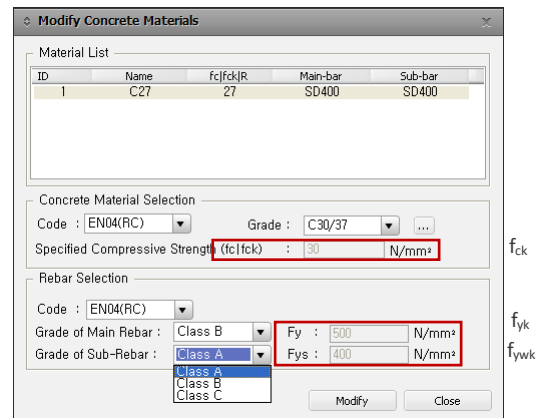 Modify Concrete Materials
Material List
ID Name fc|fck|R Main-bar Sub-bar
1 C27 27 SD400 SD400
Concrete Material Selection
Code : EN04(RC) Grade : C30/37 ...
Specified Compressive Strength (fc|fck) : 30 N/mm² fck
Rebar Selection
Code : EN04(RC)
Grade of Main Rebar : Class B Fy : 500 N/mm² fyk
Grade of Sub-Rebar : Class A Fys : 400 N/mm² fywk
Class A
Class B
Class C
Modify Close